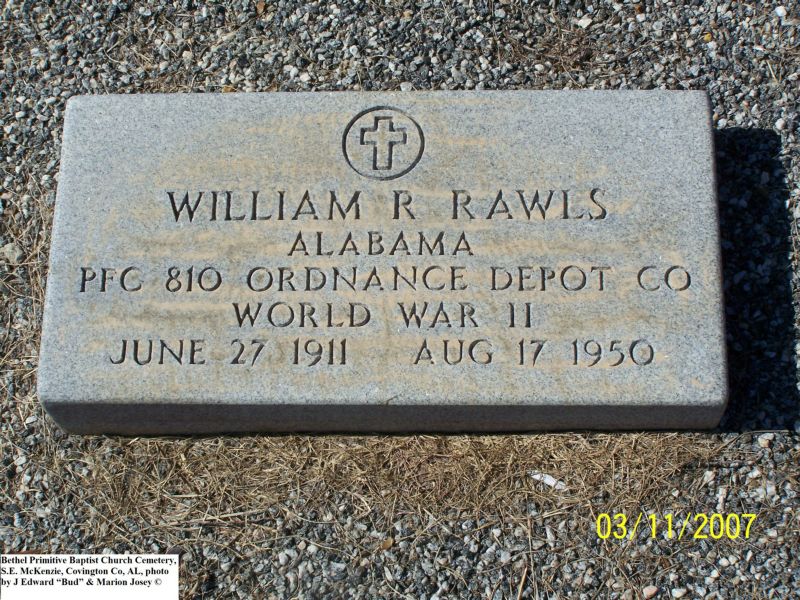 WILLIAM R RAWLS
ALABAMA
PFC 810 ORDNANCE DEPOT CO
WORLD WAR II
JUNE 27 1911 AUG 17 1950
03/11/2007
Bethel Primitive Baptist Church Cemetery,
S.E. McKenzie, Covington Co, AL, photo
by J Edward “Bud” & Marion Josey ©